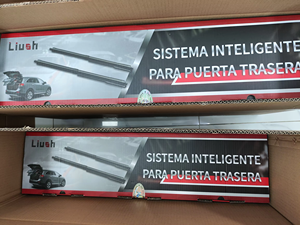 Liush
SISTEMA INTELIGENTE
PARA PUERTA TRASERA
Liush
SISTEMA INTELIGENTE
PARA PUERTA TRASERA